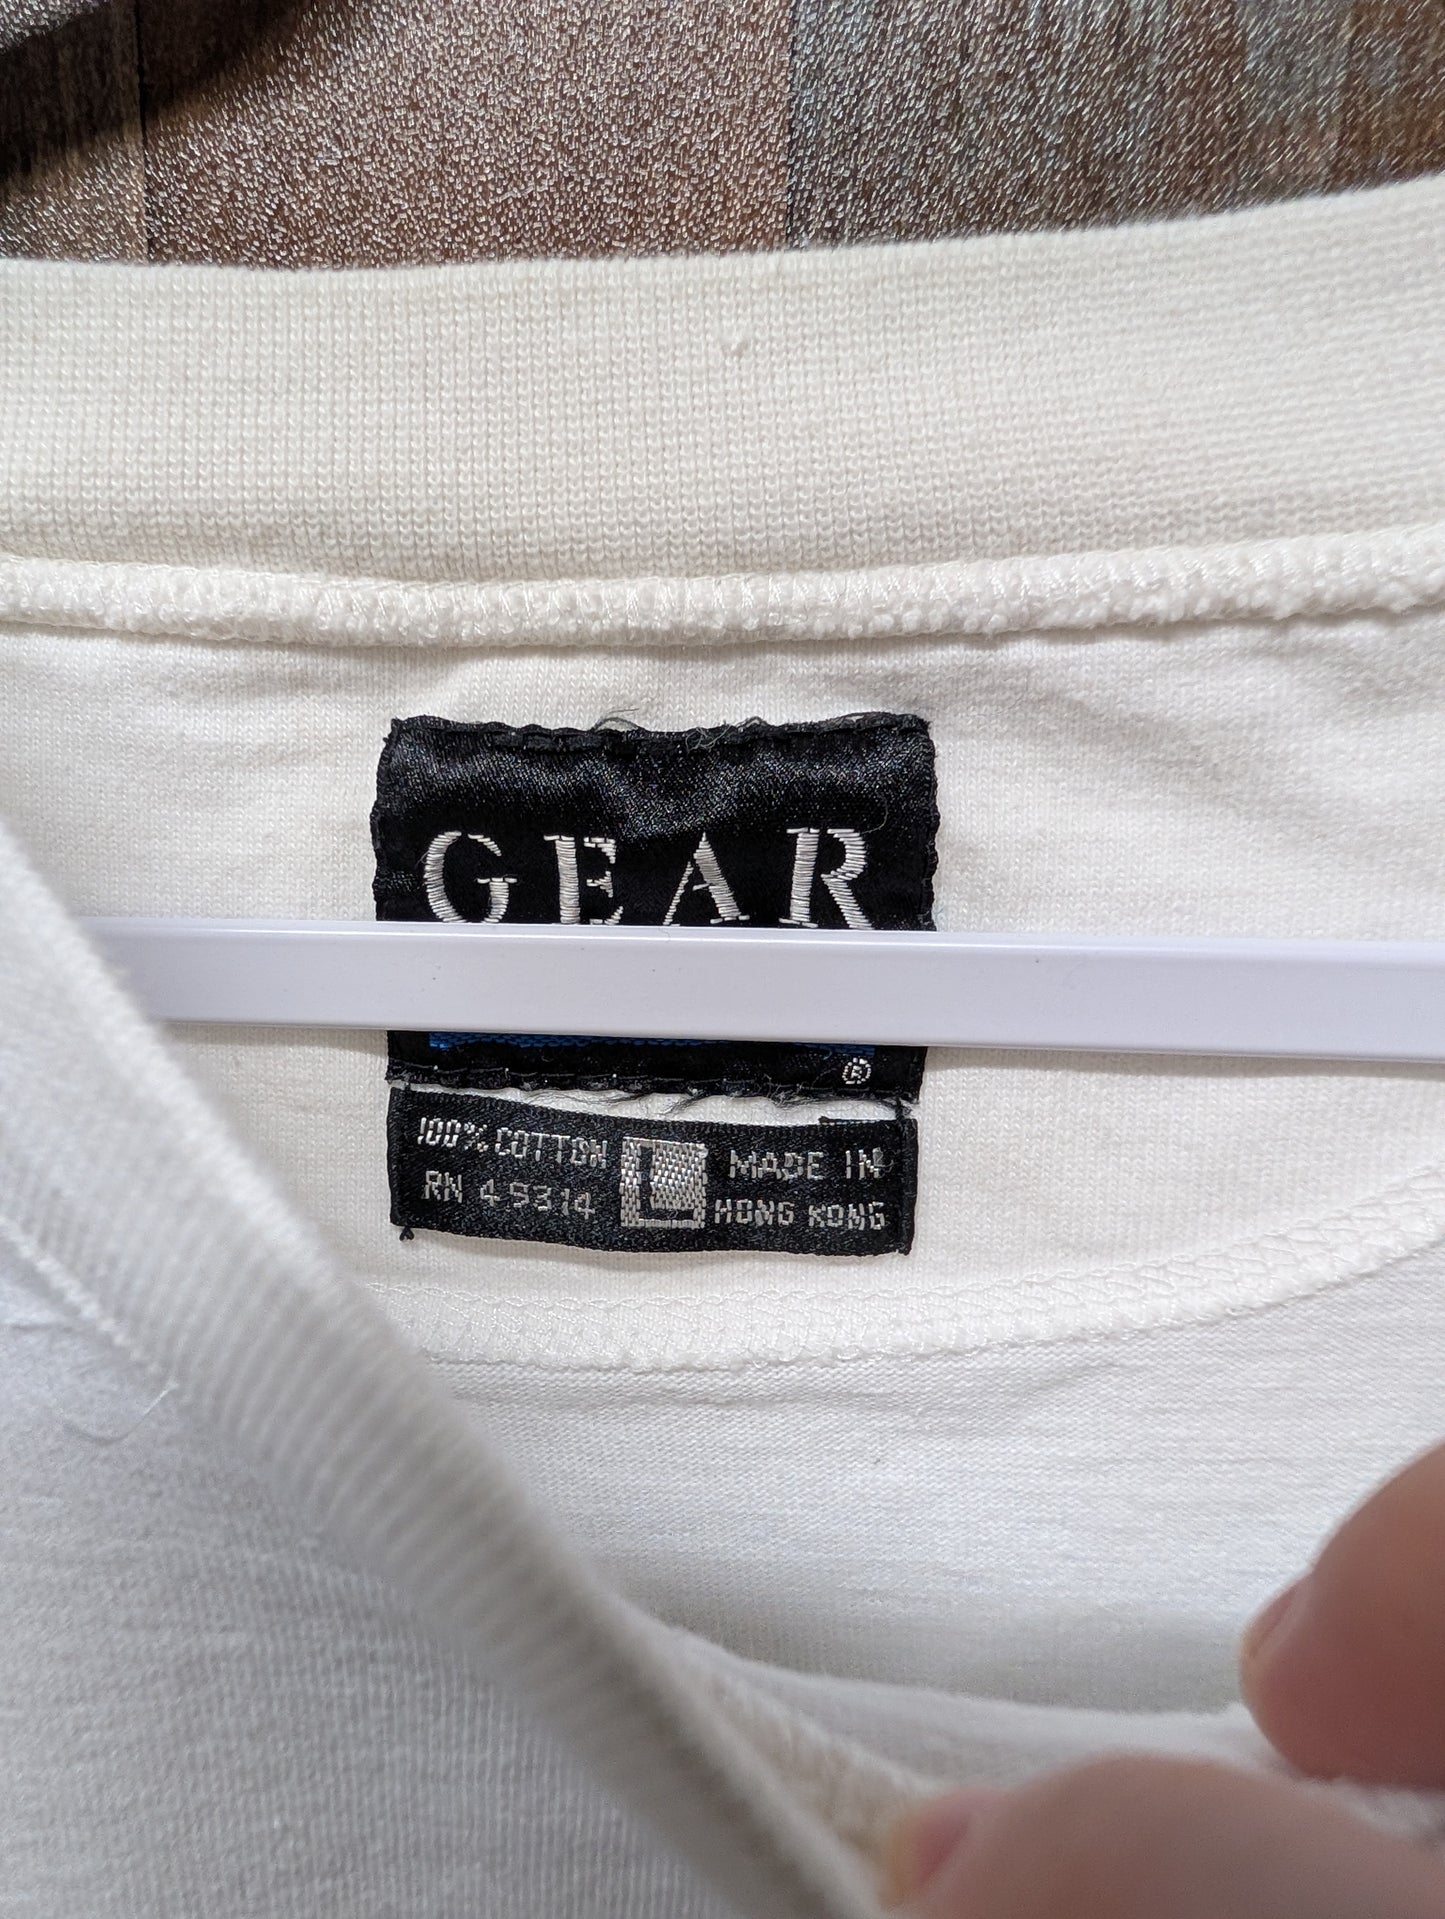 GEAR
®
100% COTTON
RN 49314
L
MADE IN
HONG KONG